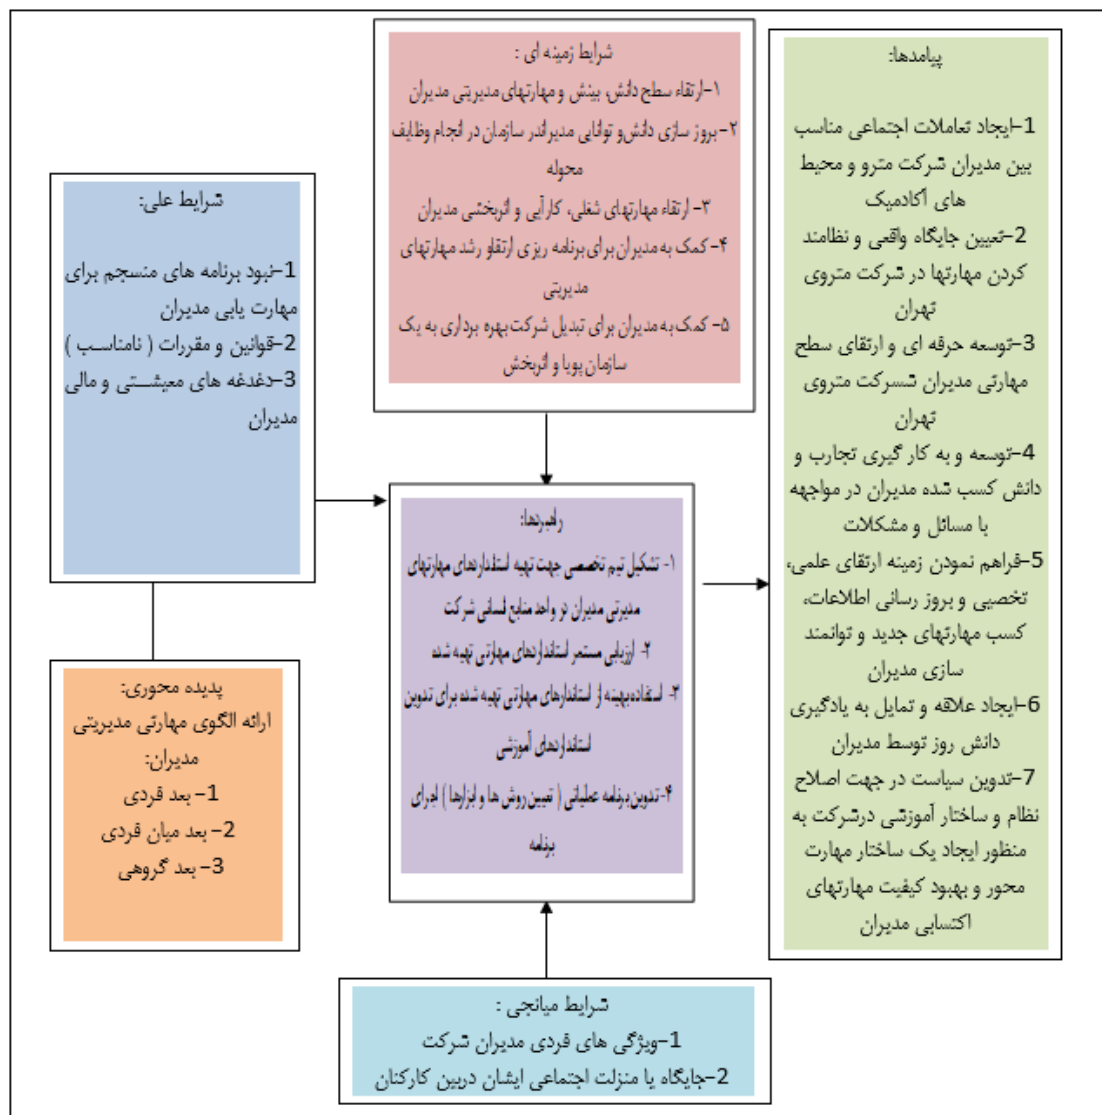 شرایط زمینه ای :
۱-ارتقاء سطح دانش، بینش و مهارتهای مدیریتی مدیران
۲-بروز سازی دانش و توانایی مدیراندر سازمان در انجام وظایف
محوله
۳- ارتقاء مهارتهای شغلی، کارآیی و اثربخشی مدیران
۴- کمک به مدیران برای برنامه ریزی ارتقاو رشد مهارتهای
مدیریتی
۵- کمک به مدیران برای تبدیل شرکت بهره برداری به یک
سازمان پویا و اثربخش
شرایط علی:
1-نبود برنامه های منسجم برای
مهارت یابی مدیران
2-قوانین و مقررات ( نامناسب )
3-دغدغه های معیشتی و مالی
مدیران
پدیده محوری:
ارائه الگوی مهارتی مدیریتی
مدیران:
1- بعد فردی
2- بعد میان فردی
3- بعد گروهی
راهبردها:
۱- تشکیل تیم تخصصی جهت تهیه استانداردهای مهارتهای
مدیرتی مدیران در واحد منابع انسانی شرکت
۲- ارزیابی مستمر استانداردهای مهارتی تهیه شده
۳- استفاده بهینه از استاندارهای مهارتی تهیه شده برای تدوین
استانداردهای آموزشی
۴- تدوین برنامه عملیاتی ( تعیین روش ها و ابزارها ) اجرای
برنامه
شرایط میانجی :
1-ویژگی های فردی مدیران شرکت
2-جایگاه یا منزلت اجتماعی ایشان دربین کارکنان
پیامدها:
1-ایجاد تعاملات اجتماعی مناسب
بین مدیران شرکت مترو و محیط
های آکادمیک
2-تعیین جایگاه واقعی و نظامند
کردن مهارتها در شرکت متروی
تهران
3-توسعه حرفه ای و ارتقای سطح
مهارتی مدیران شسرکت متروی
تهران
4-توسعه و به کار گیری تجارب و
دانش کسب شده مدیران در مواجهه
با مسائل و مشکلات
5-فراهم نمودن زمینه ارتقای علمی،
تخصیی و بروز رسانی اطلاعات،
کسب مهارتهای جدید و توانمند
سازی مدیران
6-ایجاد علاقه و تمایل به یادگیری
دانش روز توسط مدیران
7-تدوین سیاست در جهت اصلاح
نظام و ساختار آموزشی درشرکت به
منظور ایجاد یک ساختار مهارت
محور و بهبود کیفیت مهارتهای
اکتسابی مدیران